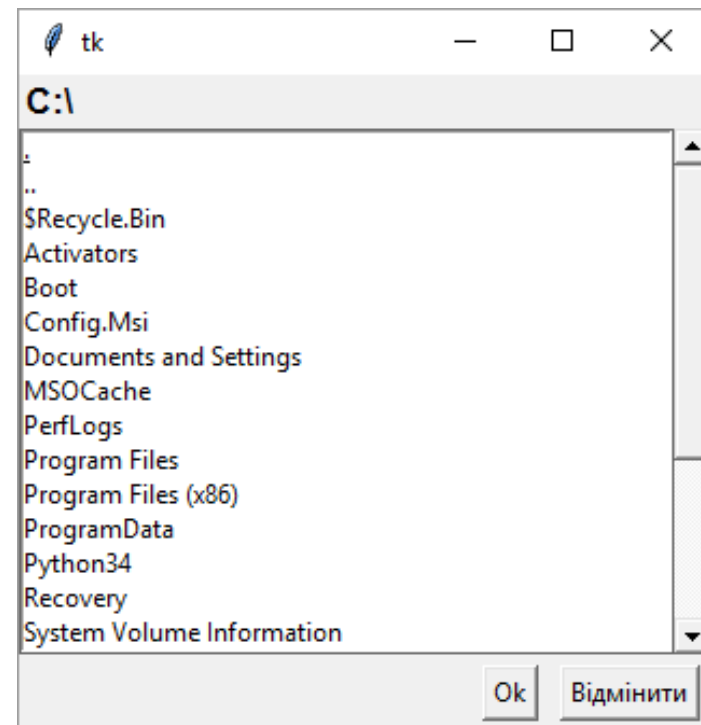 tk
C:\
.
..
$Recycle.Bin
Activators
Boot
Config.Msi
Documents and Settings
MSOCache
PerfLogs
Program Files
Program Files (x86)
ProgramData
Python34
Recovery
System Volume Information
Ok Відмінити